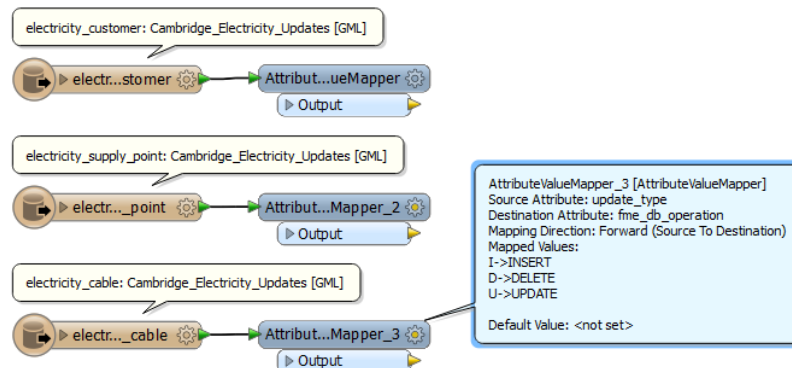 electricity_customer: Cambridge_Electricity_Updates [GML]
electr...stomer
Attribut...ueMapper
Output
electricity_supply_point: Cambridge_Electricity_Updates [GML]
electr..._point
Attribut...Mapper_2
Output
electricity_cable: Cambridge_Electricity_Updates [GML]
electr..._cable
Attribut...Mapper_3
Output
AttributeValueMapper_3 [AttributeValueMapper]
Source Attribute: update_type
Destination Attribute: fme_db_operation
Mapping Direction: Forward (Source To Destination)
Mapped Values:
I->INSERT
D->DELETE
U->UPDATE
Default Value: <not set>